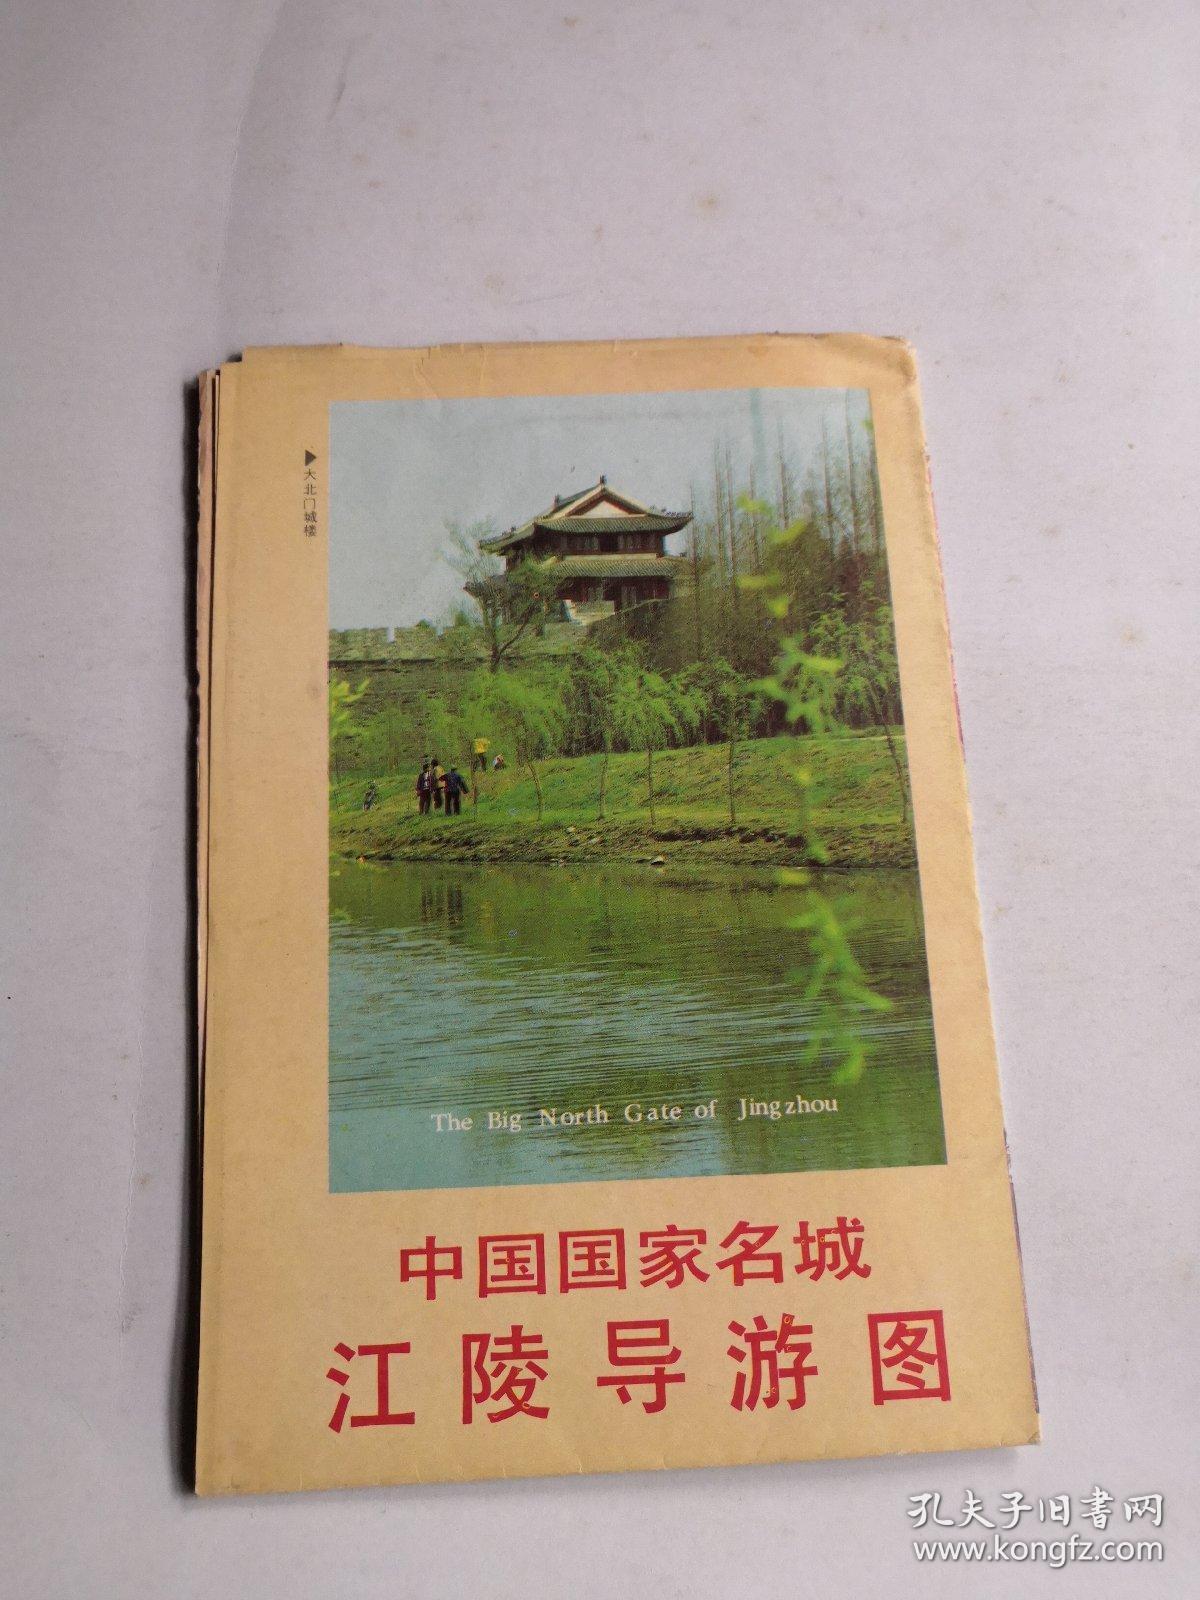 ▶大北门城楼
The Big North Gate of Jingzhou
中国国家名城
江陵导游图
孔夫子旧书网
www.kongfz.com